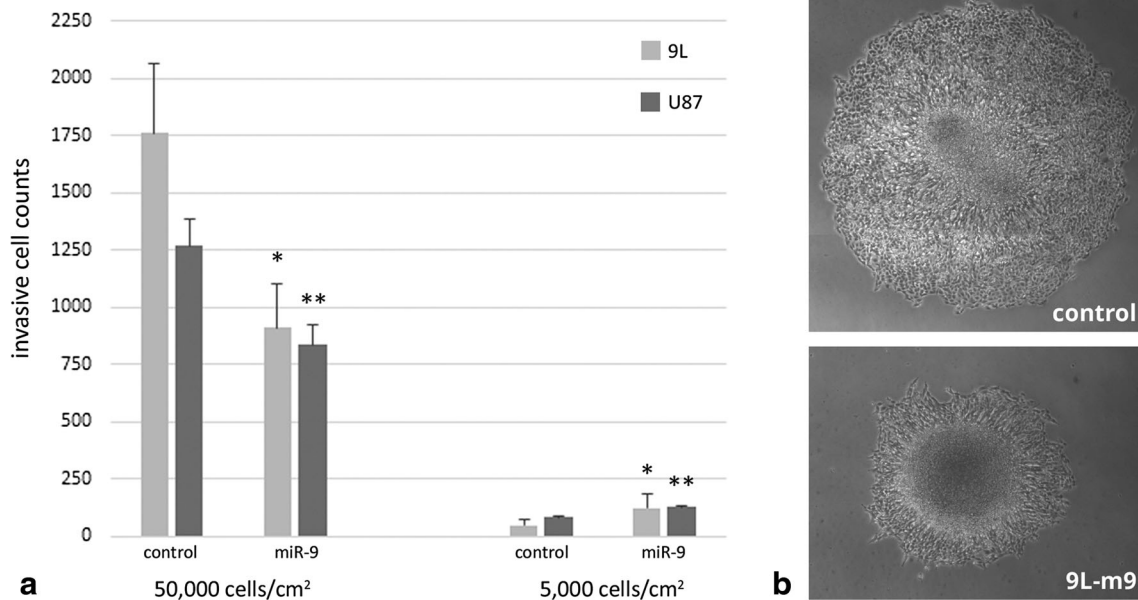 2250
2000
1750
1500
1250
1000
750
500
250
0
invasive cell counts
9L
U87
*
**
*
**
control
miR-9
control
miR-9
50,000 cells/cm²
5,000 cells/cm²
a
control
9L-m9
b